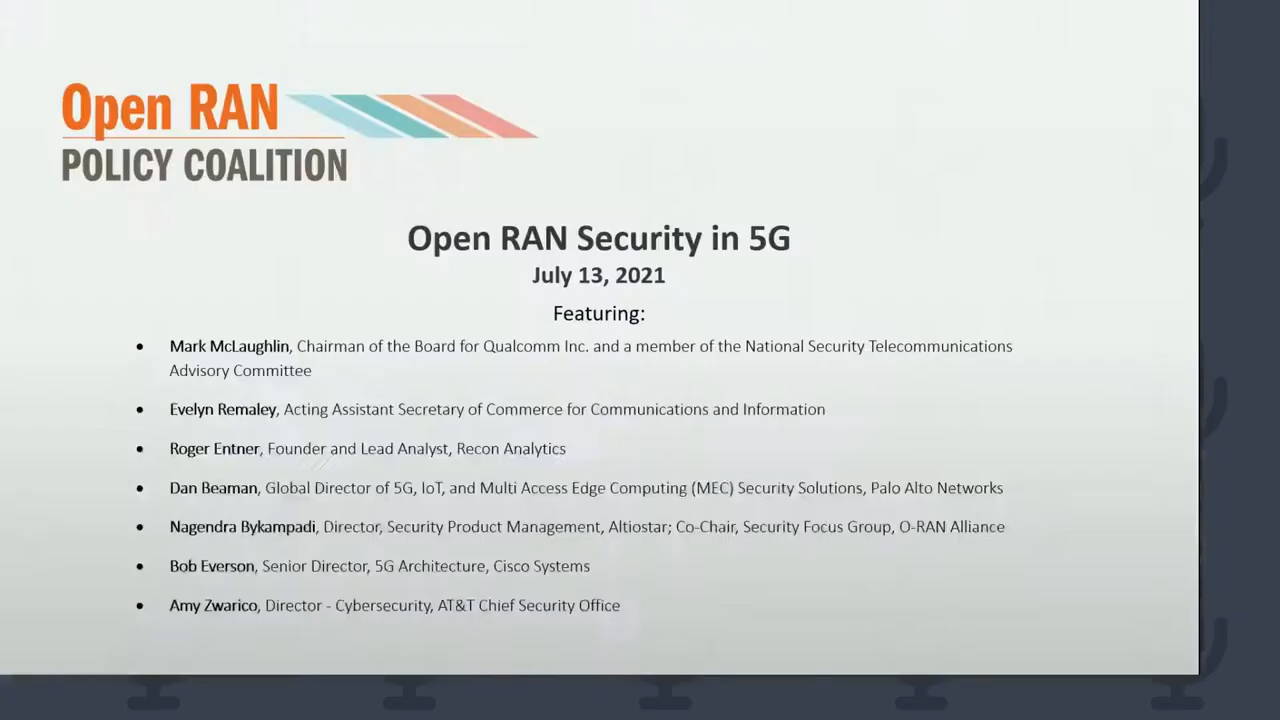 Open RAN
POLICY COALITION
Open RAN Security in 5G
July 13, 2021
Featuring:
• Mark McLaughlin, Chairman of the Board for Qualcomm Inc. and a member of the National Security Telecommunications
Advisory Committee
• Evelyn Remaley, Acting Assistant Secretary of Commerce for Communications and Information
• Roger Entner, Founder and Lead Analyst, Recon Analytics
• Dan Beaman, Global Director of 5G, IoT, and Multi Access Edge Computing (MEC) Security Solutions, Palo Alto Networks
• Nagendra Bykampadi, Director, Security Product Management, Altiostar; Co-Chair, Security Focus Group, O-RAN Alliance
• Bob Everson, Senior Director, 5G Architecture, Cisco Systems
• Amy Zwarico, Director - Cybersecurity, AT&T Chief Security Office